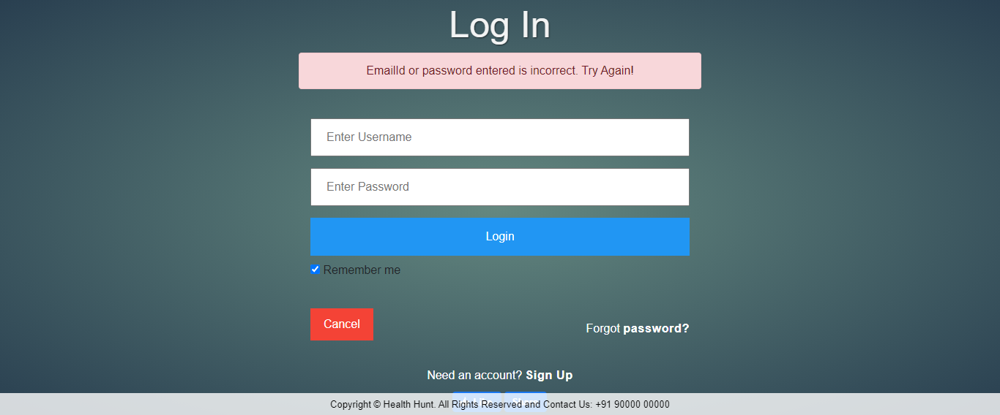 Log In
EmailId or password entered is incorrect. Try Again!
Enter Username
Enter Password
Login
Remember me
Cancel
Forgot password?
Need an account? Sign Up
Copyright © Health Hunt. All Rights Reserved and Contact Us: +91 90000 00000